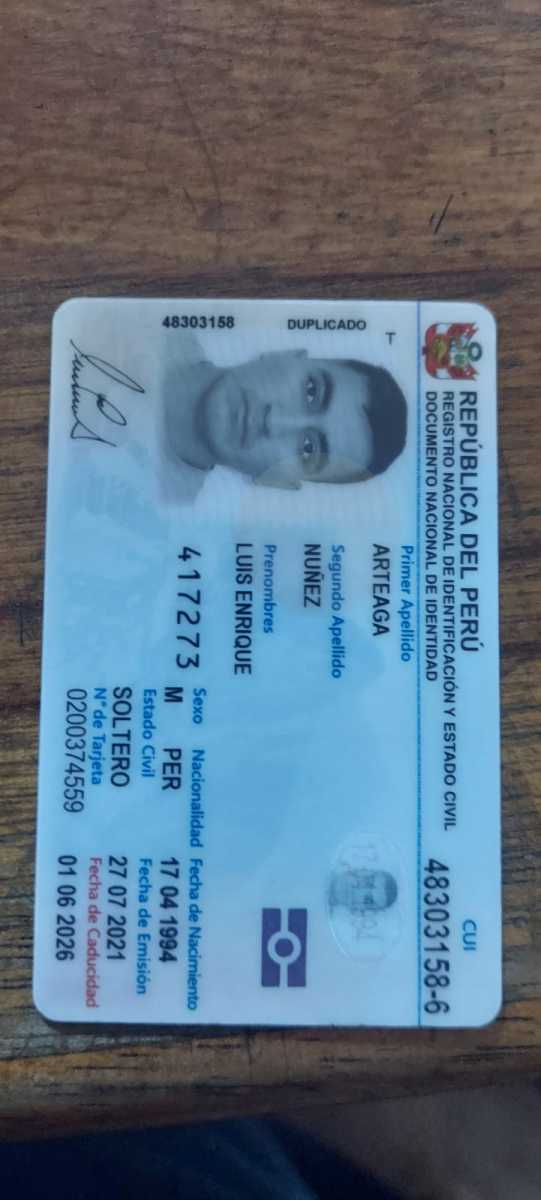 REPÚBLICA DEL PERÚ
REGISTRO NACIONAL DE IDENTIFICACIÓN Y ESTADO CIVIL
DOCUMENTO NACIONAL DE IDENTIDAD
CUI
48303158-6
T
DUPLICADO
48303158
Primer Apellido
ARTEAGA
Segundo Apellido
NUÑEZ
Prenombres
LUIS ENRIQUE
417273
Sexo Nacionalidad Fecha de Nacimiento
M PER 17 04 1994
Estado Civil Fecha de Emisión
SOLTERO 27 07 2021
N° de Tarjeta Fecha de Caducidad
0200374559 01 06 2026